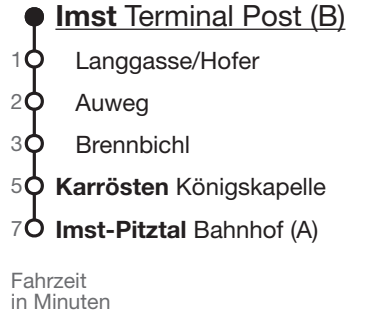 Imst Terminal Post (B)
1 Langgasse/Hofer
2 Auweg
3 Brennbichl
5 Karrösten Königskapelle
7 Imst-Pitztal Bahnhof (A)
Fahrzeit
in Minuten